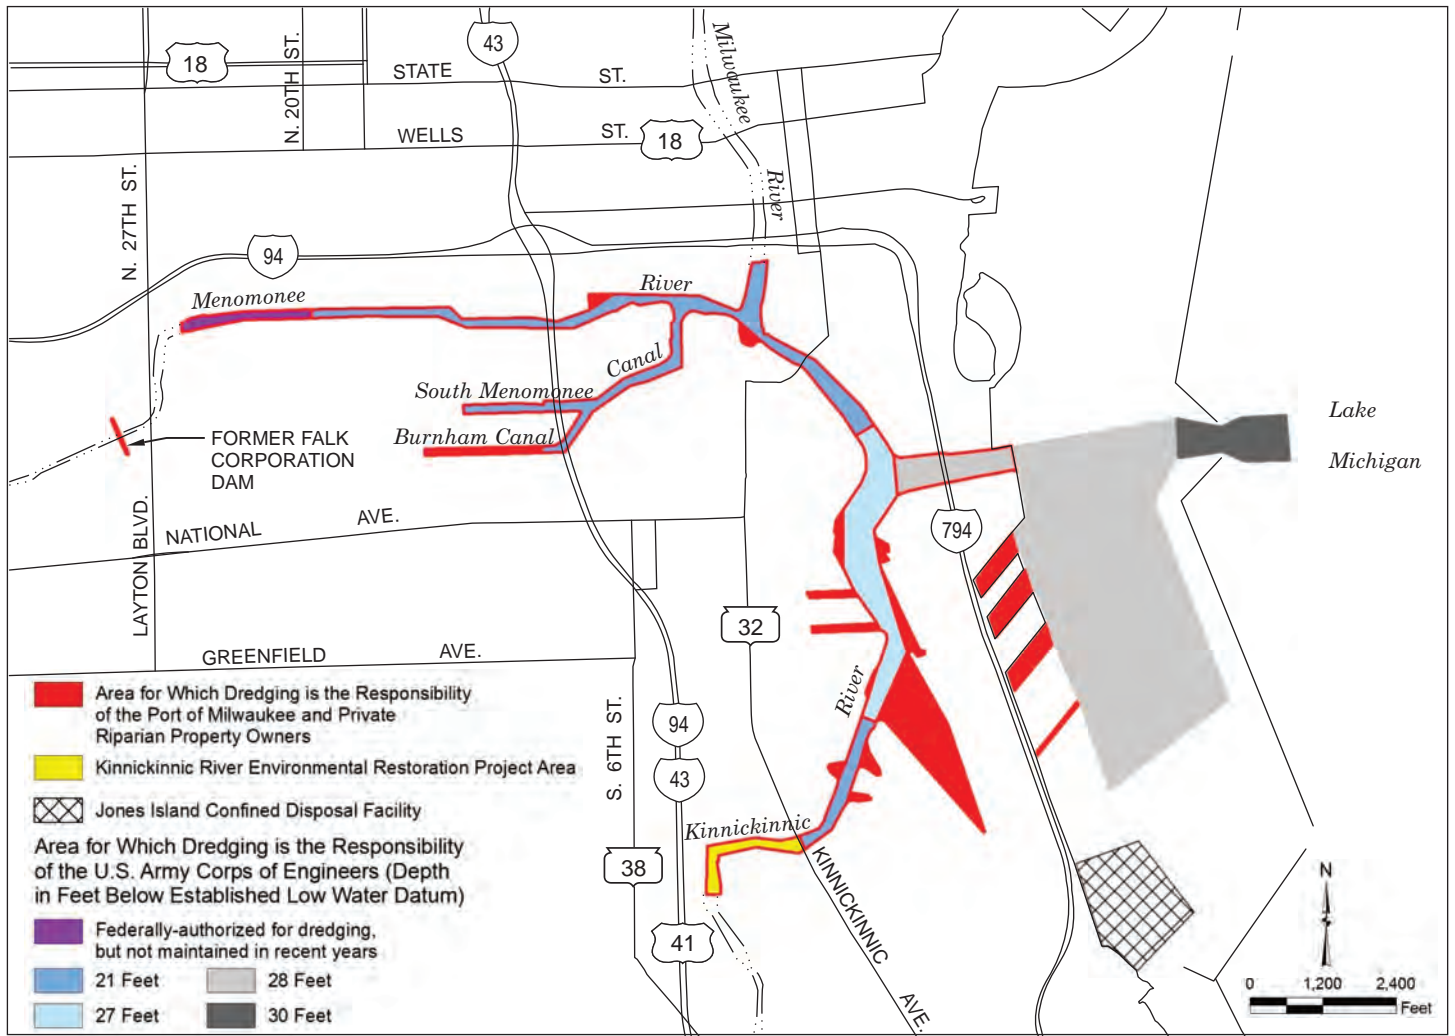 43
18
STATE ST.
N. 20TH ST.
Milwaukee
River
WELLS ST.
18
N. 27TH ST.
94
Menomonee
River
Canal
South Menomonee
Burnham Canal
FORMER FALK
CORPORATION
DAM
Lake
Michigan
NATIONAL AVE.
LAYTON BLVD.
794
32
GREENFIELD AVE.
River
94
43
S. 6TH ST.
Kinnickinnic
38
41
KINNICKINNIC
AVE.
Area for Which Dredging is the Responsibility
of the Port of Milwaukee and Private
Riparian Property Owners
Kinnickinnic River Environmental Restoration Project Area
Jones Island Confined Disposal Facility
Area for Which Dredging is the Responsibility
of the U.S. Army Corps of Engineers (Depth
in Feet Below Established Low Water Datum)
Federally-authorized for dredging,
but not maintained in recent years
21 Feet
28 Feet
27 Feet
30 Feet
N
0 1,200 2,400
Feet